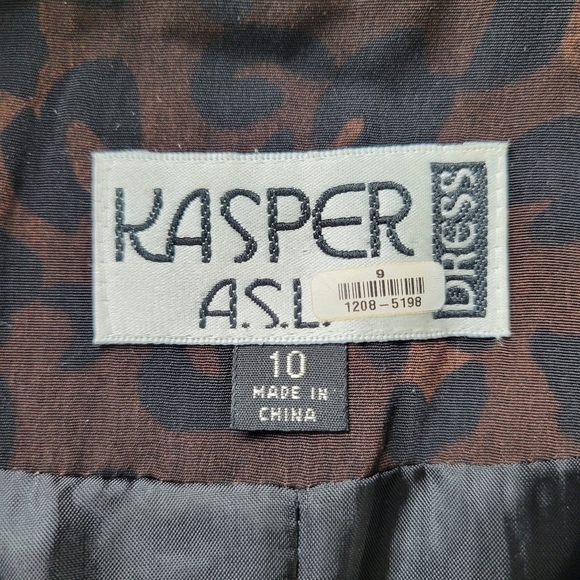 KASPER
A.S.L.
DRESS
9
1208-5198
10
MADE IN
CHINA